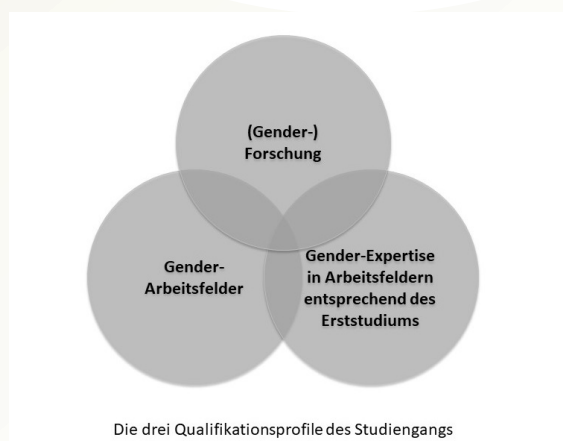 (Gender-)
Forschung
Gender-
Arbeitsfelder
Gender-Expertise
in Arbeitsfeldern
entsprechend des
Erststudiums
Die drei Qualifikationsprofile des Studiengangs